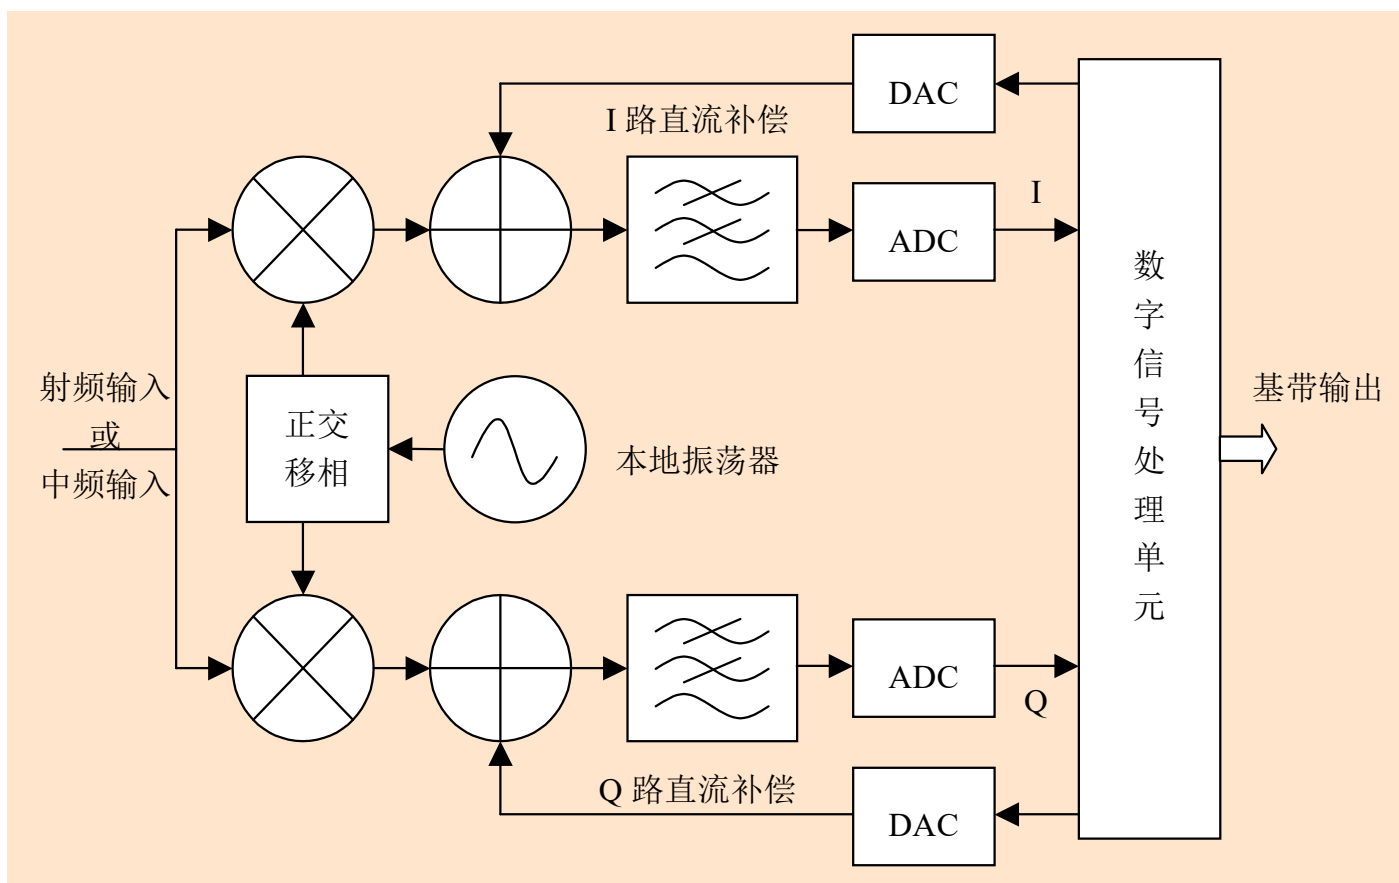 DAC
I 路直流补偿
I
ADC
数
字
信
号
处
理
单
元
射频输入
或
中频输入
正交
移相
本地振荡器
基带输出
ADC
Q
Q 路直流补偿
DAC